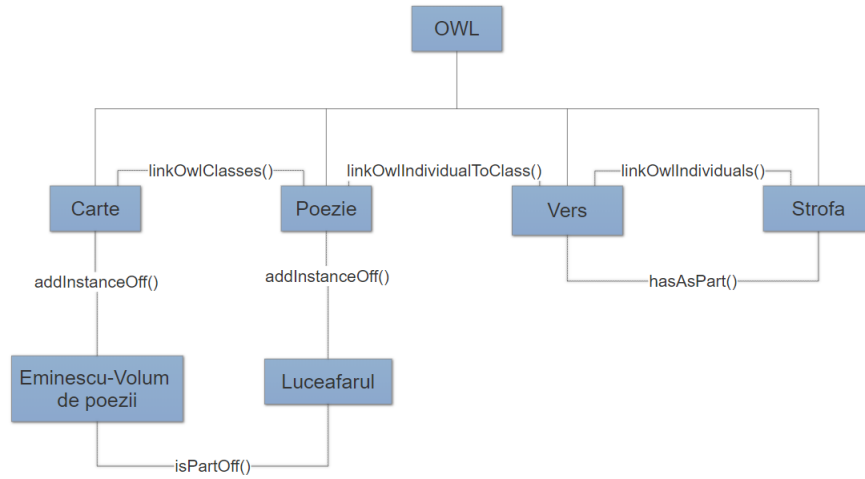 OWL
linkOwlClasses()
linkOwlIndividualToClass()
linkOwlIndividuals()
Carte
Poezie
Vers
Strofa
addInstanceOff()
addInstanceOff()
hasAsPart()
Eminescu-Volum
de poezii
Luceafarul
isPartOff()